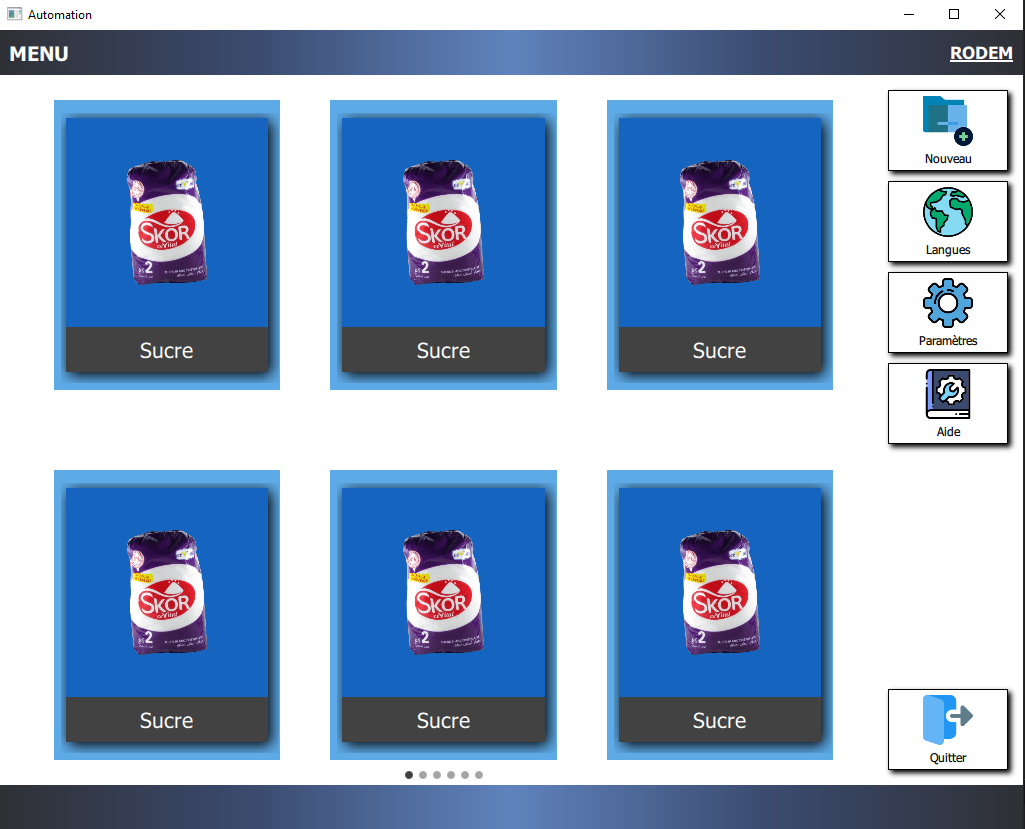 Automation
MENU
RODEM
SKOR
2
Sucre
SKOR
2
Sucre
SKOR
2
Sucre
Nouveau
Langues
Paramètres
Aide
SKOR
2
Sucre
SKOR
2
Sucre
SKOR
2
Sucre
Quitter